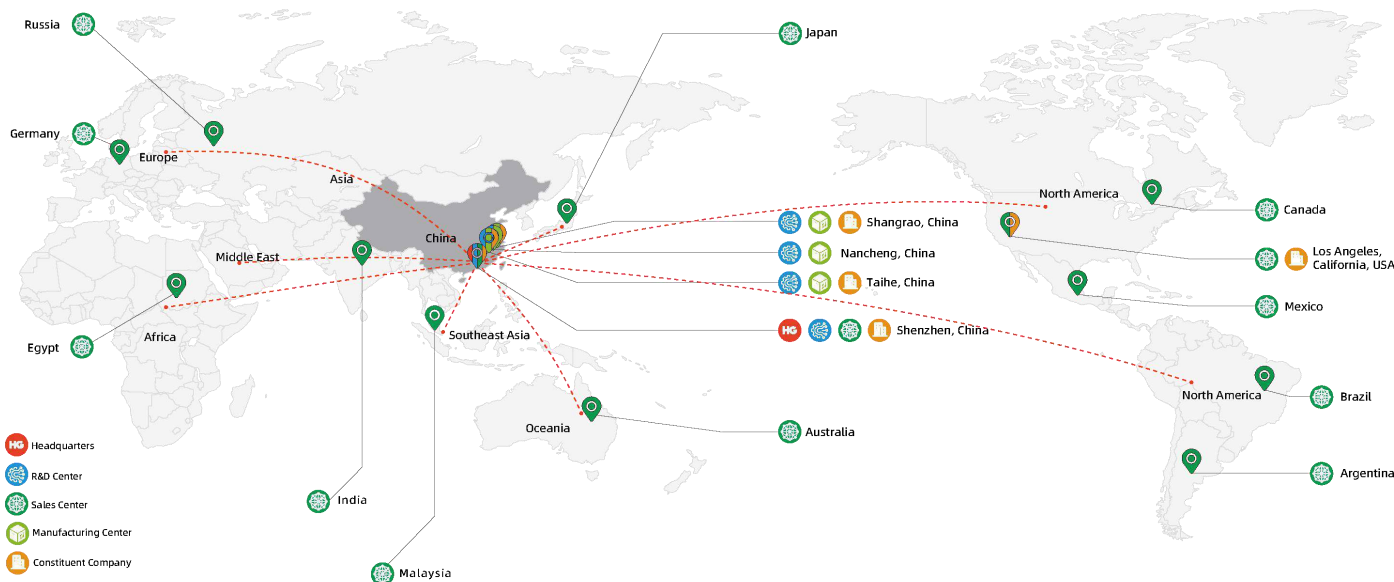 Russia
Japan
Germany
Europe
Asia
North America
Canada
Shangrao, China
China
Nancheng, China
Los Angeles,
California, USA
Middle East
Taihe, China
Mexico
HG
Shenzhen, China
Africa
Southeast Asia
Egypt
North America
Brazil
Oceania
Australia
HG
Headquarters
R&D Center
Argentina
Sales Center
India
Manufacturing Center
Constituent Company
Malaysia